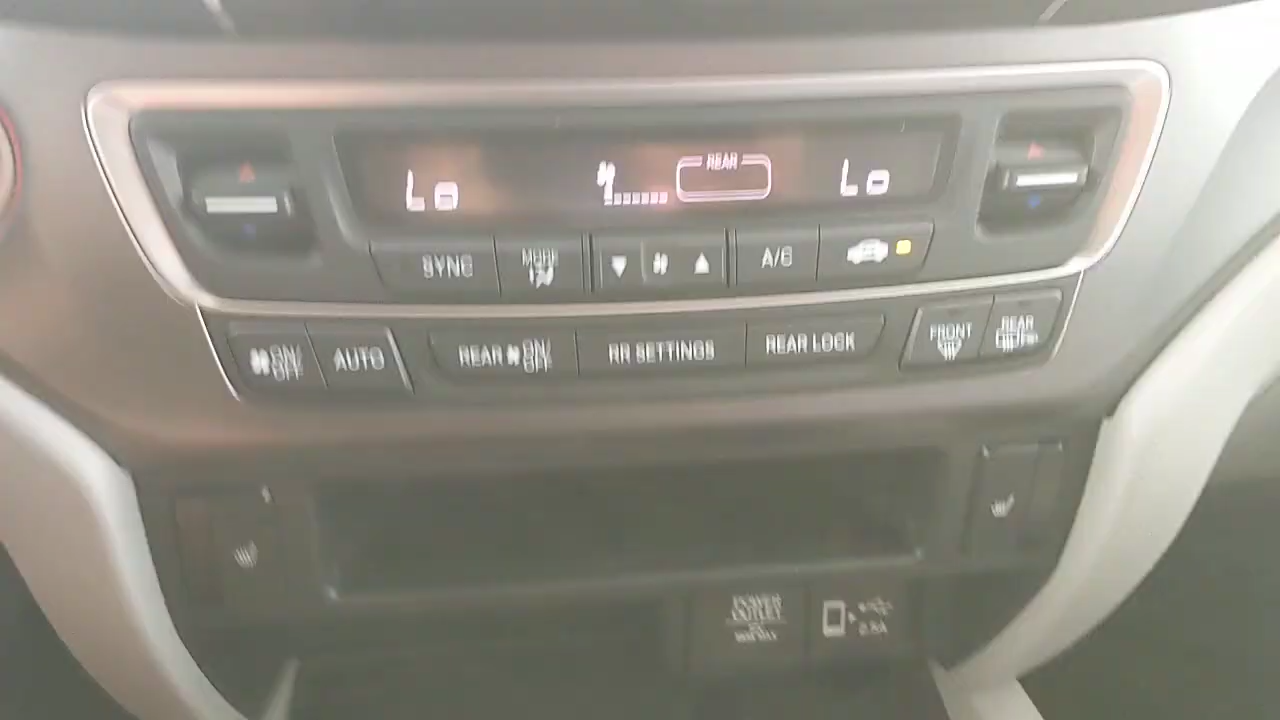 Lo REAR Lo
SYNC MODE A/C
ON/OFF AUTO REAR ON/OFF RR SETTINGS REAR LOCK FRONT REAR
POWER
OUTLET
2.5A